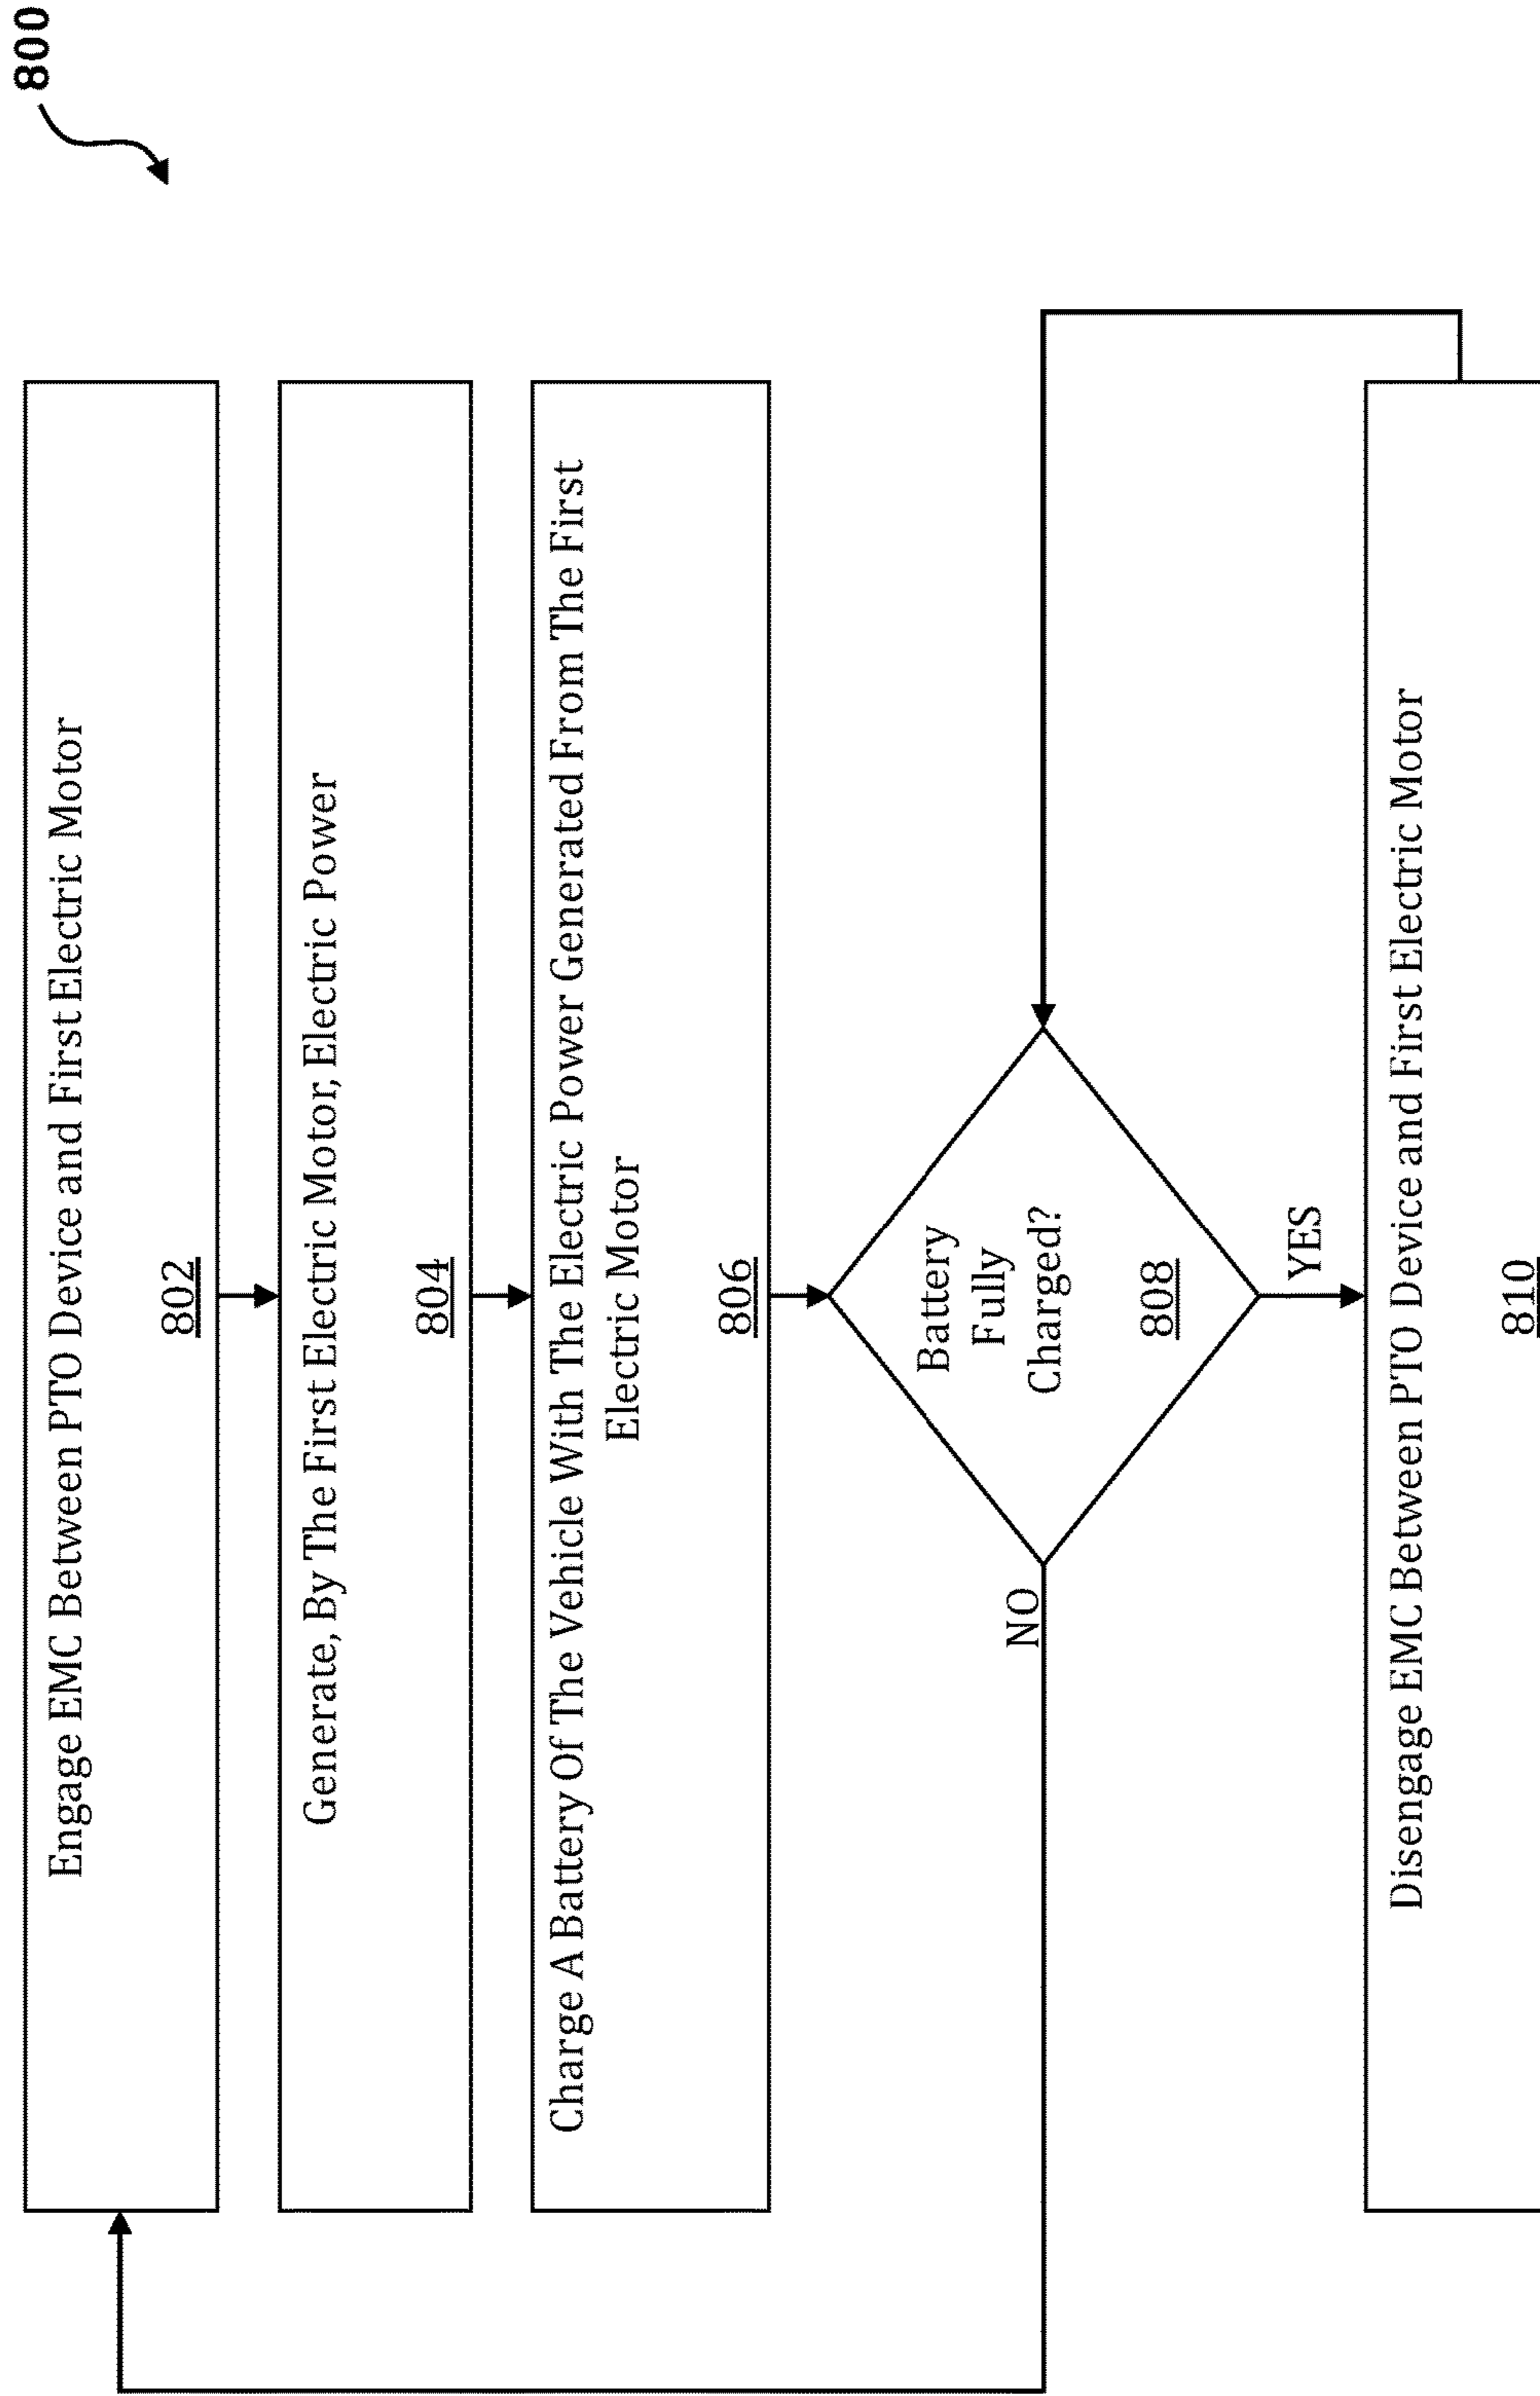 800
Engage EMC Between PTO Device and First Electric Motor
802
Generate, By The First Electric Motor, Electric Power
804
Charge A Battery Of The Vehicle With The Electric Power Generated From The First
Electric Motor
806
Battery
Fully
Charged?
808
NO
YES
Disengage EMC Between PTO Device and First Electric Motor
810